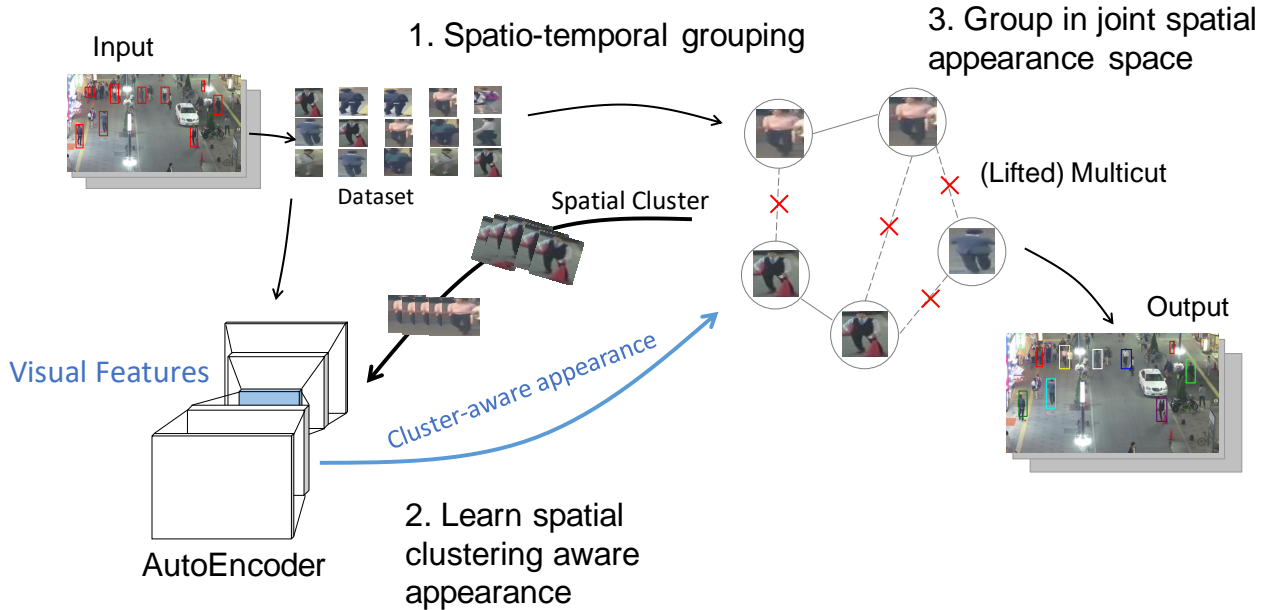 Input
1. Spatio-temporal grouping
3. Group in joint spatial
appearance space
Dataset
Spatial Cluster
(Lifted) Multicut
Output
Visual Features
Cluster-aware appearance
AutoEncoder
2. Learn spatial
clustering aware
appearance